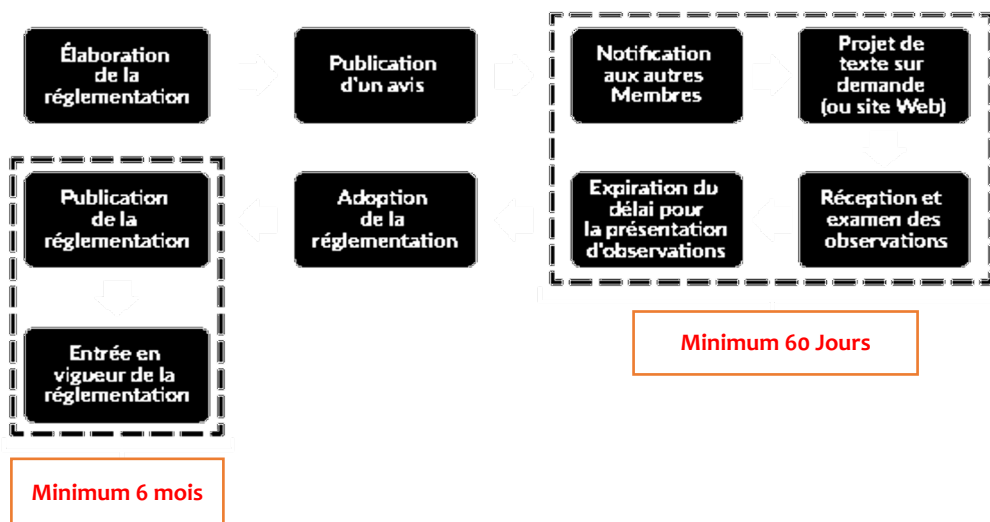 Élaboration
de la
réglementation
Publication
d'un avis
Notification
aux autres
Membres
Projet de
texte sur
demande
(ou site Web)
Réception et
examen des
observations
Expiration du
délai pour
la présentation
d'observations
Adoption
de la
réglementation
Publication
de la
réglementation
Entrée en
vigueur de la
réglementation
Minimum 60 Jours
Minimum 6 mois